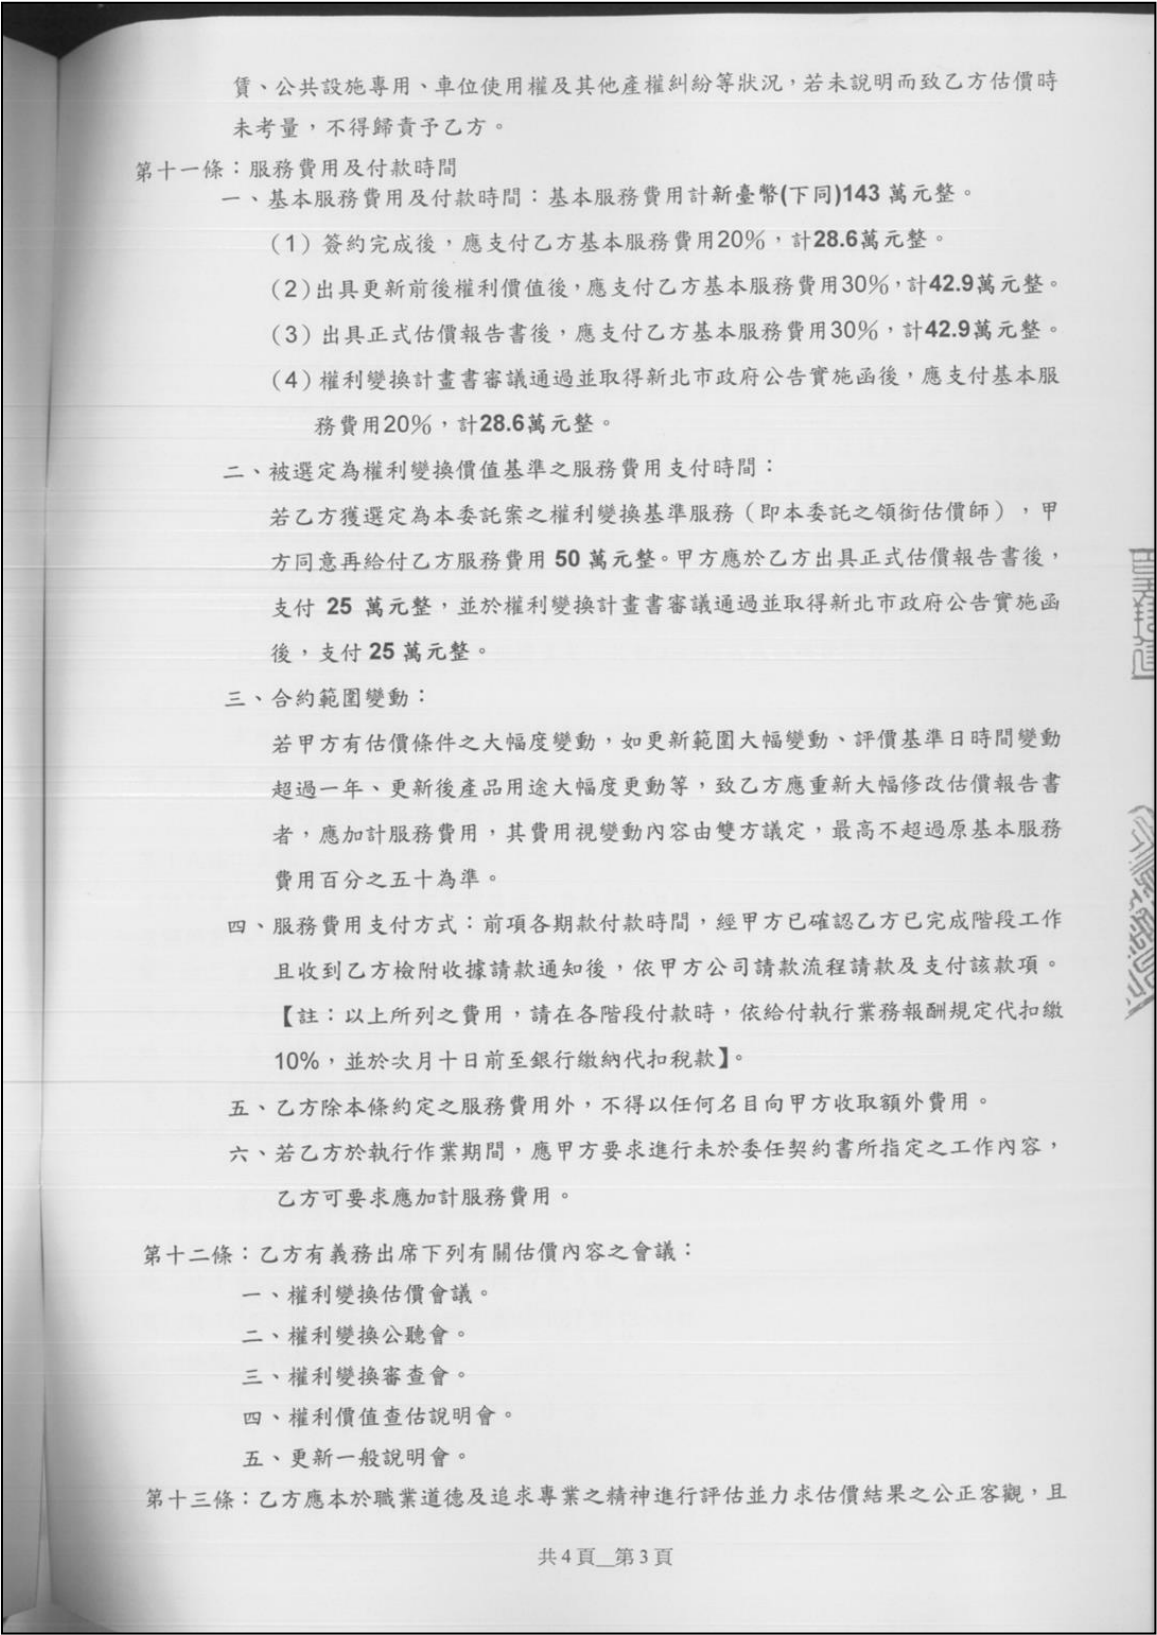 賃、公共設施專用、車位使用權及其他產權糾紛等狀況，若未說明而致乙方估價時
未考量，不得歸責予乙方。
第十一條：服務費用及付款時間
一、基本服務費用及付款時間：基本服務費用計新臺幣(下同)143 萬元整。
（1）簽約完成後，應支付乙方基本服務費用20%，計28.6萬元整。
（2）出具更新前後權利價值後，應支付乙方基本服務費用30%，計42.9萬元整。
（3）出具正式估價報告書後，應支付乙方基本服務費用30%，計42.9萬元整。
（4）權利變換計畫書審議通過並取得新北市政府公告實施函後，應支付基本服
務費用20%，計28.6萬元整。
二、被選定為權利變換價值基準之服務費用支付時間：
若乙方獲選定為本委託案之權利變換基準服務（即本委託之領銜估價師），甲
方同意再給付乙方服務費用 50 萬元整。甲方應於乙方出具正式估價報告書後，
支付 25 萬元整，並於權利變換計畫書審議通過並取得新北市政府公告實施函
後，支付 25 萬元整。
三、合約範圍變動：
若甲方有估價條件之大幅度變動，如更新範圍大幅變動、評價基準日時間變動
超過一年、更新後產品用途大幅度更動等，致乙方應重新大幅修改估價報告書
者，應加計服務費用，其費用視變動內容由雙方議定，最高不超過原基本服務
費用百分之五十為準。
四、服務費用支付方式：前項各期款付款時間，經甲方已確認乙方已完成階段工作
且收到乙方檢附收據請款通知後，依甲方公司請款流程請款及支付該款項。
【註：以上所列之費用，請在各階段付款時，依給付執行業務報酬規定代扣繳
10%，並於次月十日前至銀行繳納代扣稅款】。
五、乙方除本條約定之服務費用外，不得以任何名目向甲方收取額外費用。
六、若乙方於執行作業期間，應甲方要求進行未於委任契約書所指定之工作內容，
乙方可要求應加計服務費用。
第十二條：乙方有義務出席下列有關估價內容之會議：
一、權利變換估價會議。
二、權利變換公聽會。
三、權利變換審查會。
四、權利價值查估說明會。
五、更新一般說明會。
第十三條：乙方應本於職業道德及追求專業之精神進行評估並力求估價結果之公正客觀，且
共4頁__第3頁